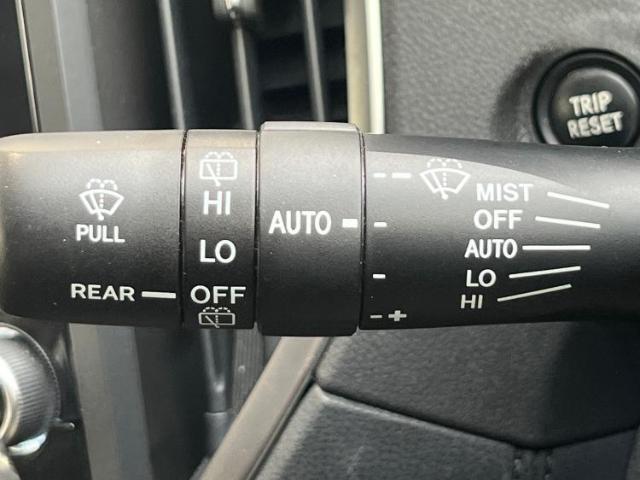 PULL
REAR
HI
LO
OFF
AUTO
MIST
OFF
AUTO
LO
HI
- +
TRIP
RESET